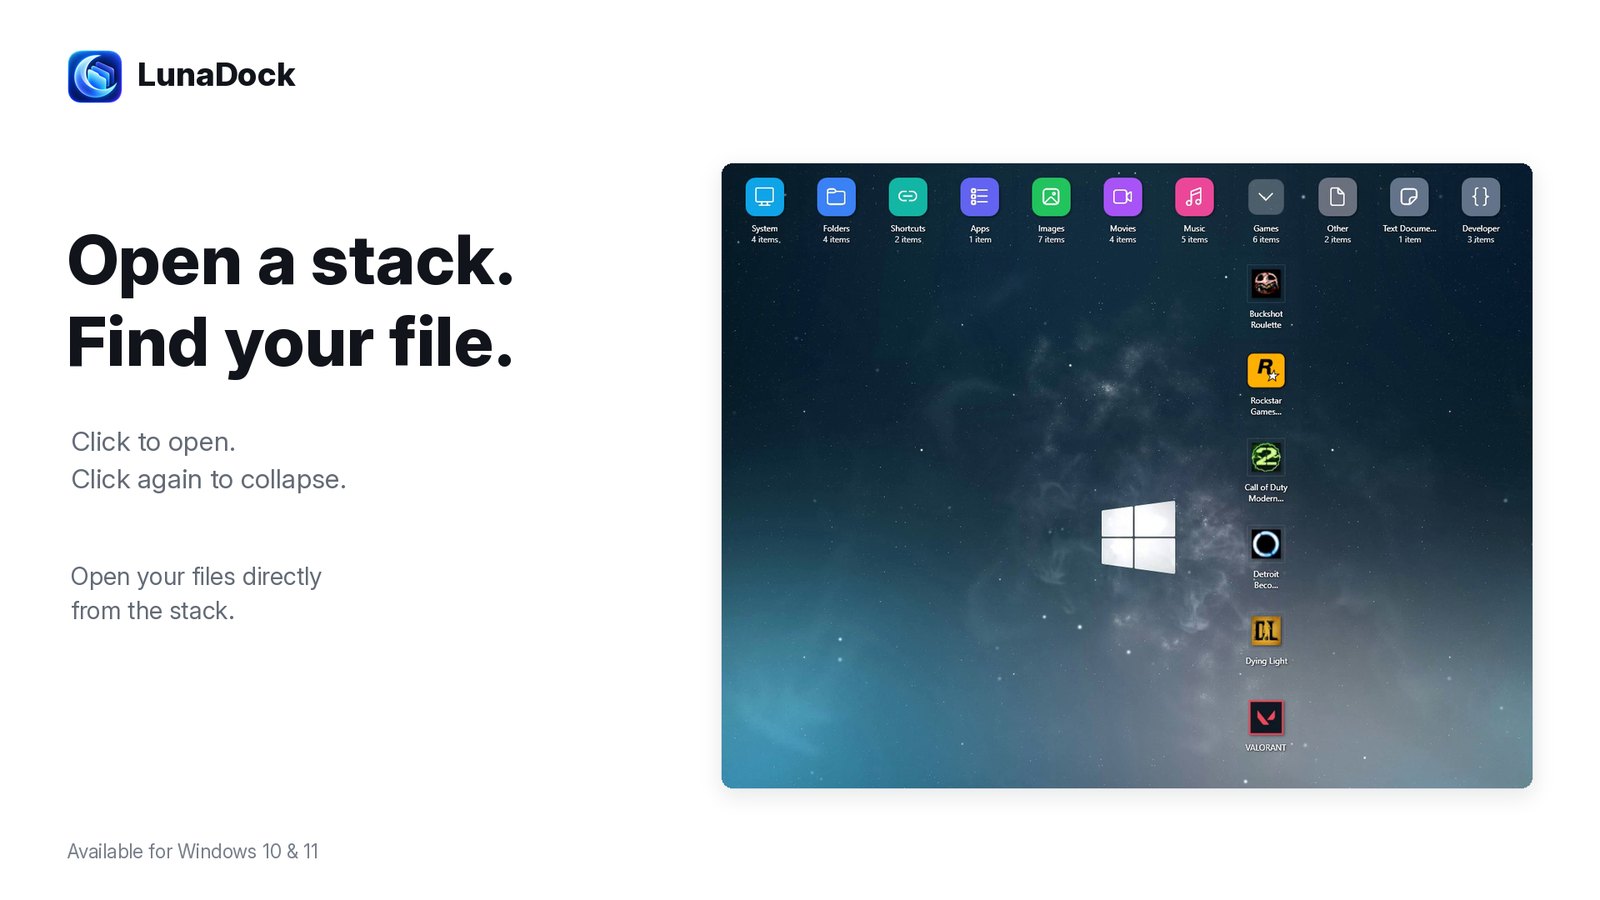 LunaDock
Open a stack.
Find your file.
Click to open.
Click again to collapse.
Open your files directly
from the stack.
Available for Windows 10 & 11
System
4 items
Folders
4 items
Shortcuts
2 items
Apps
1 item
Images
7 items
Movies
4 items
Music
5 items
Games
6 items
Other
2 items
Text Docume...
1 item
Developer
3 items
Buckshot
Roulette
R
Rockstar
Games...
2
Call of Duty
Modern...
Detroit
Beco...
DL
Dying Light
VALORANT